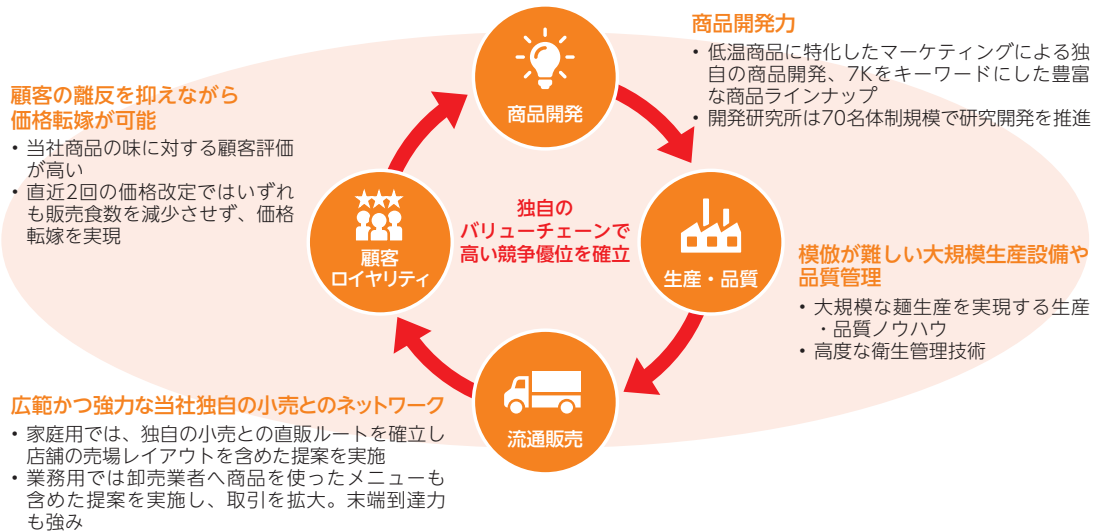 商品開発
商品開発力
• 低温商品に特化したマーケティングによる独
自の商品開発、7Kをキーワードにした豊富
な商品ラインナップ
• 開発研究所は70名体制規模で研究開発を推進
生産・品質
模倣が難しい大規模生産設備や
品質管理
• 大規模な麺生産を実現する生産
・品質ノウハウ
• 高度な衛生管理技術
流通販売
広範かつ強力な当社独自の小売とのネットワーク
• 家庭用では、独自の小売との直販ルートを確立し
店舗の売場レイアウトを含めた提案を実施
• 業務用では卸売業者へ商品を使ったメニューも
含めた提案を実施し、取引を拡大。末端到達力
も強み
顧客
ロイヤリティ
顧客の離反を抑えながら
価格転嫁が可能
• 当社商品の味に対する顧客評価
が高い
• 直近2回の価格改定ではいずれ
も販売食数を減少させず、価格
転嫁を実現
独自の
バリューチェーンで
高い競争優位を確立